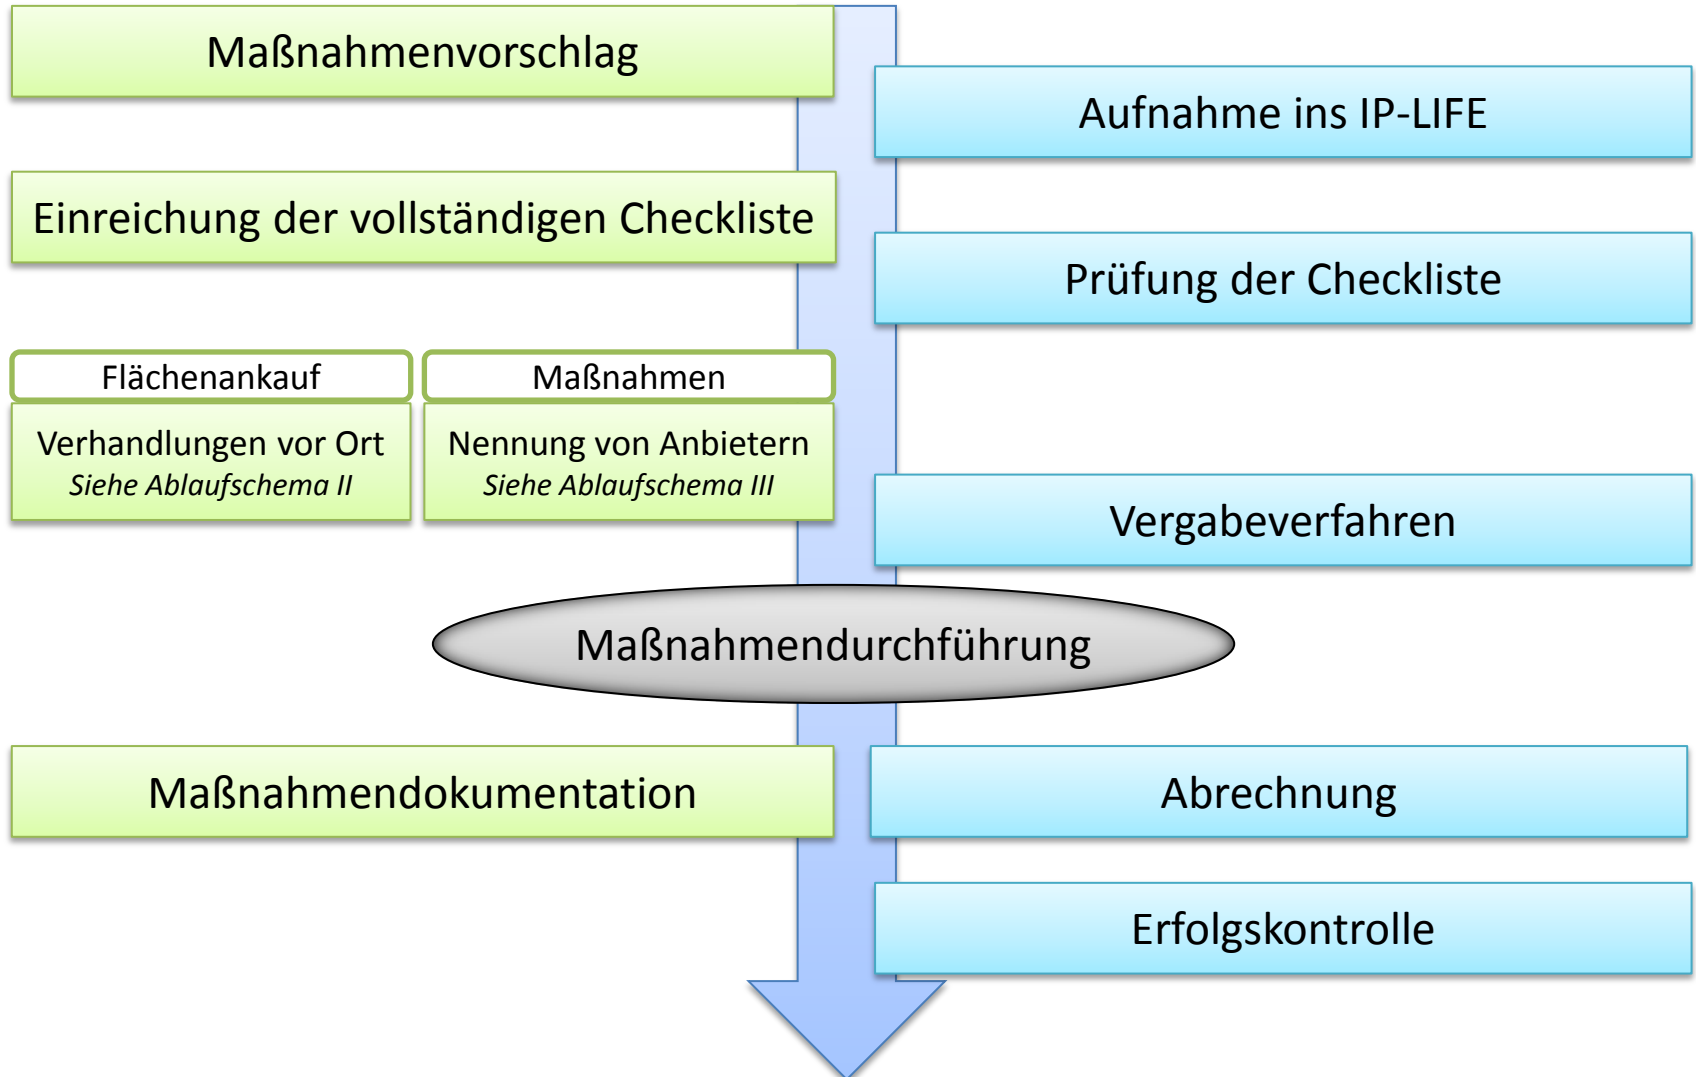 Maßnahmenvorschlag
Aufnahme ins IP-LIFE
Einreichung der vollständigen Checkliste
Prüfung der Checkliste
Flächenankauf
Verhandlungen vor Ort
Siehe Ablaufschema II
Maßnahmen
Nennung von Anbietern
Siehe Ablaufschema III
Vergabeverfahren
Maßnahmendurchführung
Maßnahmendokumentation
Abrechnung
Erfolgskontrolle